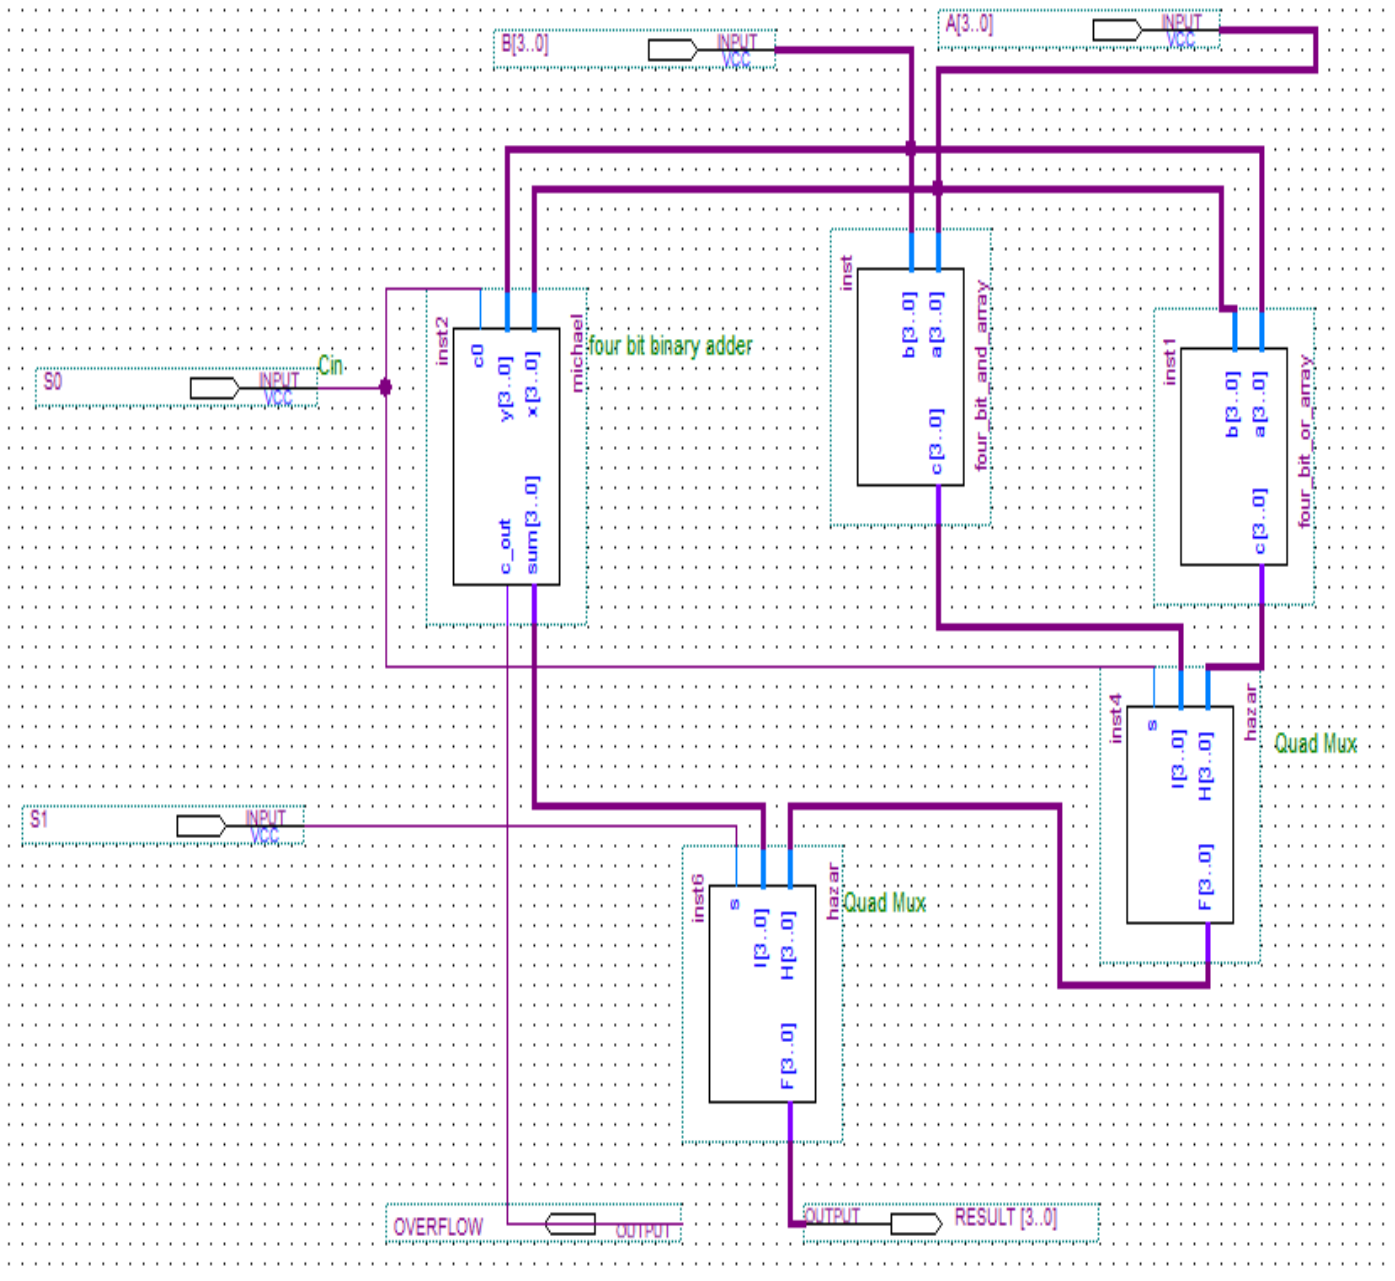 A[3..0]
INPUT
VCC
B[3..0]
INPUT
VCC
S0
INPUT
VCC
Cin
inst2
michael
four bit binary adder
c0
y[3..0]
x[3..0]
c_out
sum[3..0]
inst
four_bit_and_array
b[3..0]
a[3..0]
c[3..0]
inst1
four_bit_or_array
b[3..0]
a[3..0]
c[3..0]
inst4
hazar
Quad Mux
s
I[3..0]
H[3..0]
F[3..0]
S1
INPUT
VCC
inst6
hazar
Quad Mux
s
I[3..0]
H[3..0]
F[3..0]
OVERFLOW
OUTPUT
OUTPUT
RESULT [3..0]